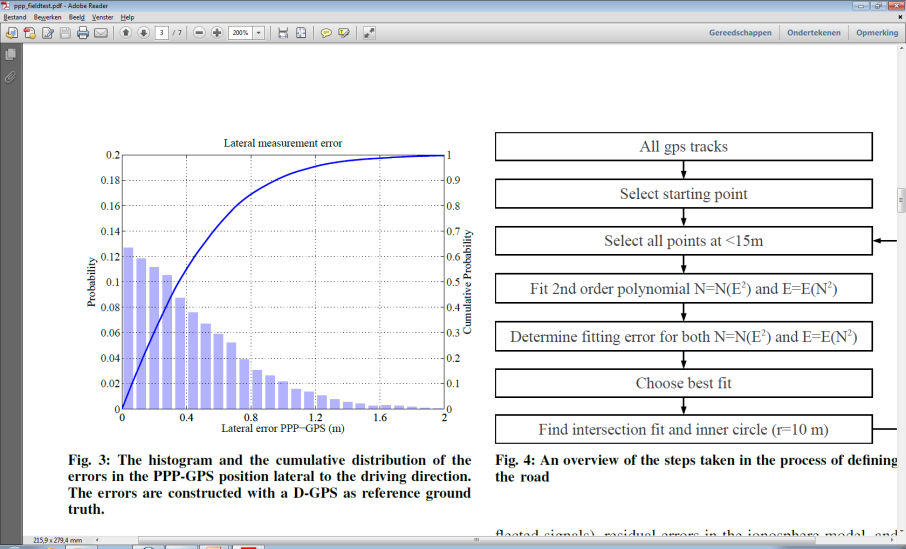 ppp_fieldtest.pdf - Adobe Reader
Bestand Bewerken Beeld Venster Help
3 / 7 200% Gereedschappen Ondertekenen Opmerking
Lateral measurement error
0.2
0.18
0.16
0.14
0.12
0.1
0.08
0.06
0.04
0.02
0
Probability
1
0.9
0.8
0.7
0.6
0.5
0.4
0.3
0.2
0.1
0
Cumulative Probability
0 0.4 0.8 1.2 1.6 2
Lateral error PPP−GPS (m)
Fig. 3: The histogram and the cumulative distribution of the
errors in the PPP-GPS position lateral to the driving direction.
The errors are constructed with a D-GPS as reference ground
truth.
All gps tracks
Select starting point
Select all points at <15m
Fit 2nd order polynomial N=N(E²) and E=E(N²)
Determine fitting error for both N=N(E²) and E=E(N²)
Choose best fit
Find intersection fit and inner circle (r=10 m)
Fig. 4: An overview of the steps taken in the process of defining
the road
flected signals), residual errors in the ionosphere model, and
215,9 x 279,4 mm